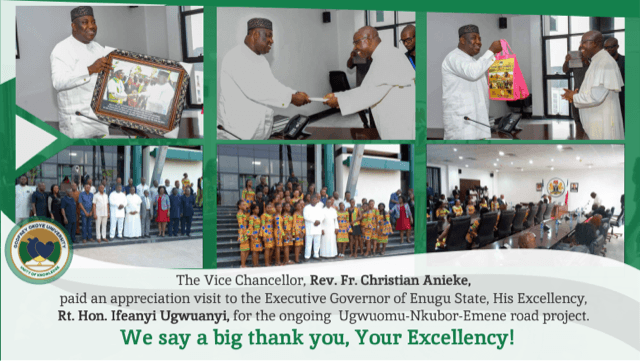 GODFREY OKOYE UNIVERSITY
UNITY OF KNOWLEDGE
The Vice Chancellor, Rev. Fr. Christian Anieke,
paid an appreciation visit to the Executive Governor of Enugu State, His Excellency,
Rt. Hon. Ifeanyi Ugwuanyi, for the ongoing Ugwuomu-Nkubor-Emene road project.
We say a big thank you, Your Excellency!